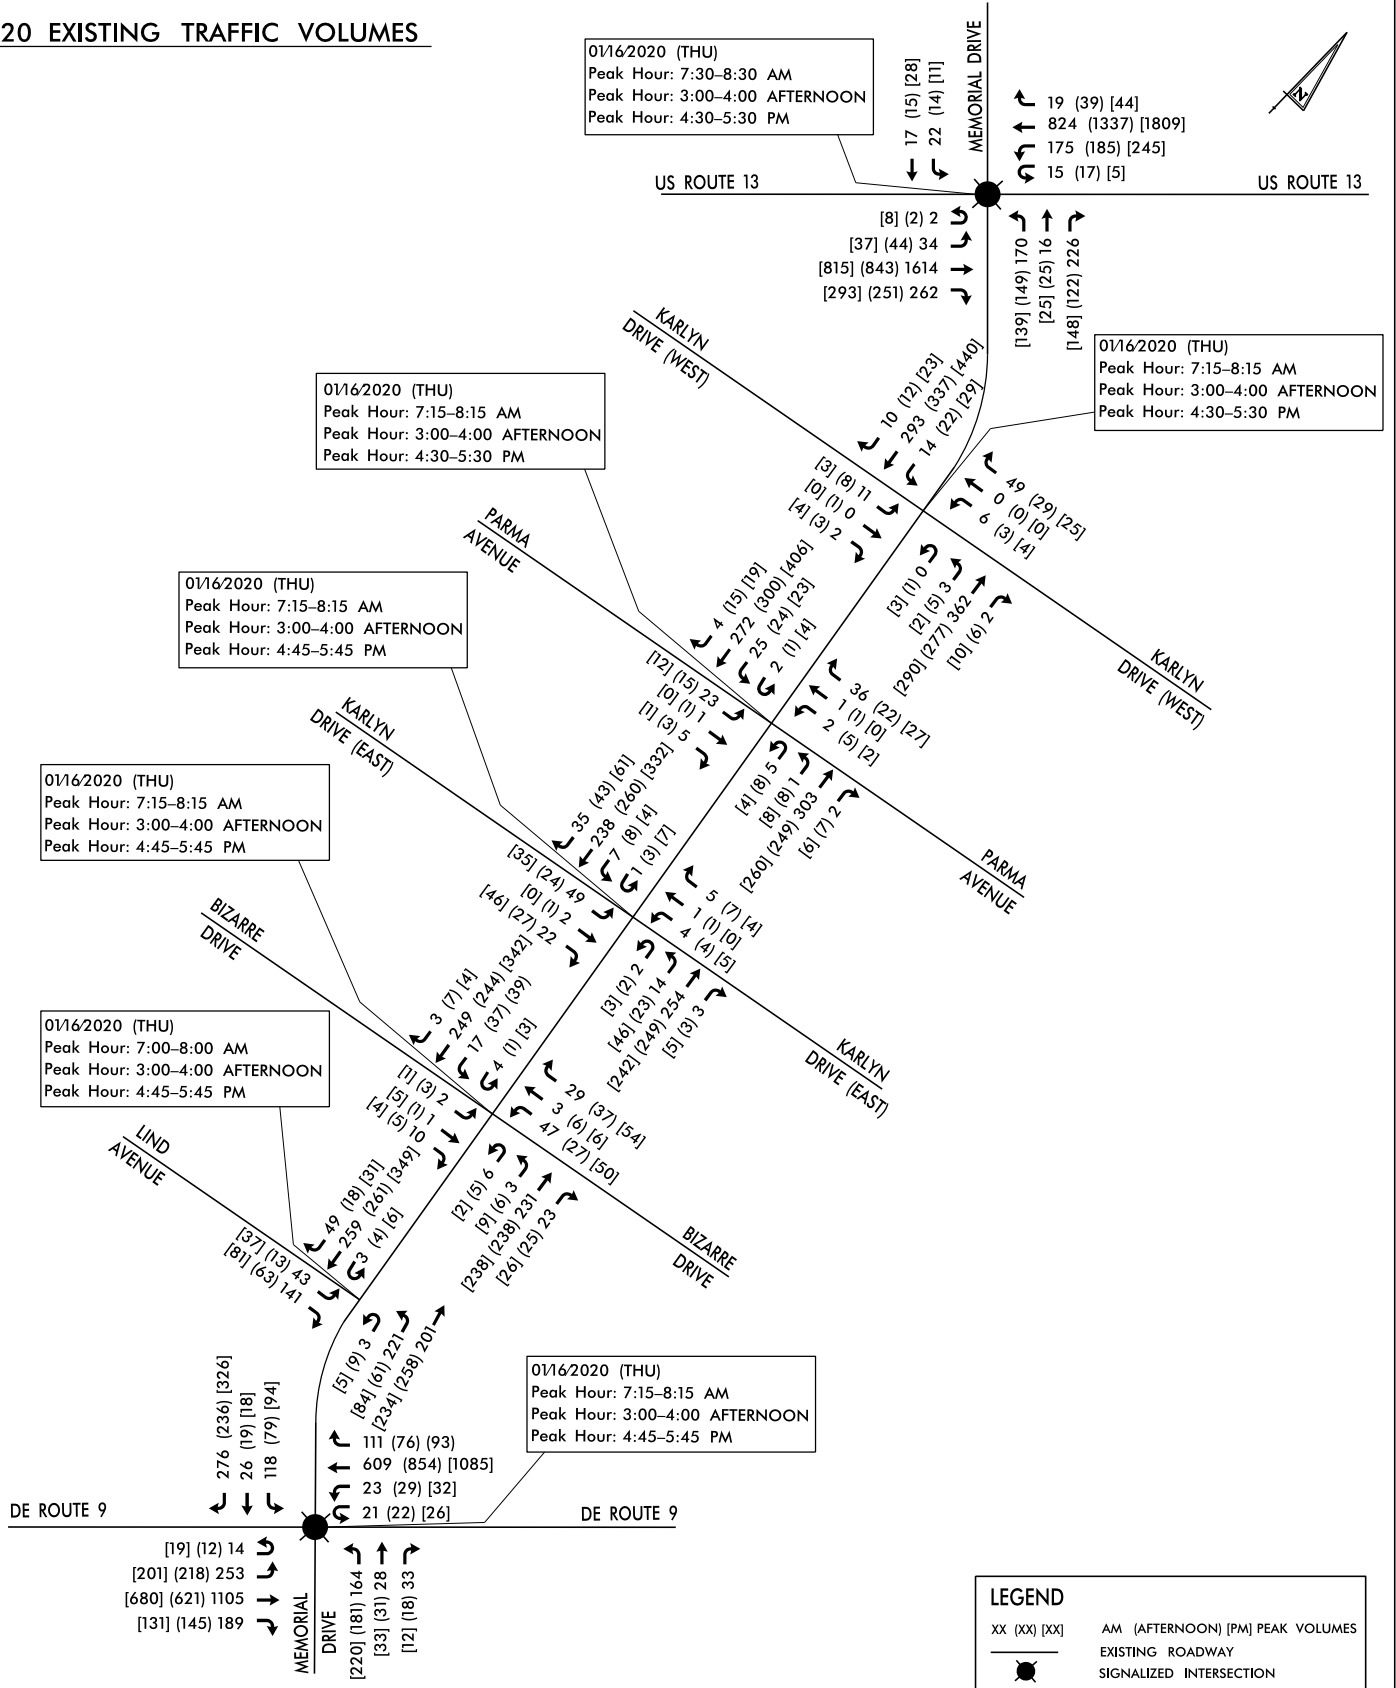 20 EXISTING TRAFFIC VOLUMES
01/16/2020 (THU)
Peak Hour: 7:30–8:30 AM
Peak Hour: 3:00–4:00 AFTERNOON
Peak Hour: 4:30–5:30 PM
17 (15) [28]
22 (14) [11]
MEMORIAL DRIVE
N
19 (39) [44]
824 (1337) [1809]
175 (185) [245]
15 (17) [5]
US ROUTE 13
US ROUTE 13
[8] (2) 2
[37] (44) 34
[815] (843) 1614
[293] (251) 262
[139] (149) 170
[25] (25) 16
[148] (122) 226
KARLYN
DRIVE (WEST)
01/16/2020 (THU)
Peak Hour: 7:15–8:15 AM
Peak Hour: 3:00–4:00 AFTERNOON
Peak Hour: 4:30–5:30 PM
10 (12) [23]
293 (337) [440]
14 (22) [29]
[3] (8) 11
[0] (1) 0
[4] (3) 2
49 (29) [25]
0 (0) [0]
6 (3) [4]
[3] (1) 0
[2] (5) 3
[290] (277) 362
[10] (6) 2
KARLYN
DRIVE (WEST)
01/16/2020 (THU)
Peak Hour: 7:15–8:15 AM
Peak Hour: 3:00–4:00 AFTERNOON
Peak Hour: 4:30–5:30 PM
PARMA
AVENUE
4 (15) [19]
272 (300) [406]
25 (24) [23]
2 (1) [4]
[12] (15) 23
[0] (1) 1
[1] (3) 5
36 (22) [27]
1 (1) [0]
2 (5) [2]
[4] (8) 5
[8] (8) 1
[260] (249) 303
[6] (7) 2
PARMA
AVENUE
01/16/2020 (THU)
Peak Hour: 7:15–8:15 AM
Peak Hour: 3:00–4:00 AFTERNOON
Peak Hour: 4:45–5:45 PM
KARLYN
DRIVE (EAST)
35 (43) [61]
238 (260) [332]
7 (8) [4]
1 (3) [7]
[35] (24) 49
[0] (1) 2
[46] (27) 22
5 (7) [4]
1 (1) [0]
4 (4) [5]
[3] (2) 2
[46] (23) 14
[242] (249) 254
[5] (3) 3
KARLYN
DRIVE (EAST)
01/16/2020 (THU)
Peak Hour: 7:15–8:15 AM
Peak Hour: 3:00–4:00 AFTERNOON
Peak Hour: 4:45–5:45 PM
BIZARRE
DRIVE
3 (7) [4]
249 (244) [342]
17 (37) (39)
4 (1) [3]
[1] (3) 2
[5] (1) 1
[4] (5) 10
29 (37) [54]
3 (6) [6]
47 (27) [50]
[2] (5) 6
[9] (6) 3
[238] (238) 231
[26] (25) 23
BIZARRE
DRIVE
01/16/2020 (THU)
Peak Hour: 7:00–8:00 AM
Peak Hour: 3:00–4:00 AFTERNOON
Peak Hour: 4:45–5:45 PM
LIND
AVENUE
49 (18) [31]
259 (261) [349]
3 (4) [6]
[37] (13) 43
[81] (63) 141
[5] (9) 3
[84] (61) 221
[234] (258) 201
01/16/2020 (THU)
Peak Hour: 7:15–8:15 AM
Peak Hour: 3:00–4:00 AFTERNOON
Peak Hour: 4:45–5:45 PM
276 (236) [326]
26 (19) [18]
118 (79) [94]
111 (76) (93)
609 (854) [1085]
23 (29) [32]
21 (22) [26]
DE ROUTE 9
DE ROUTE 9
[19] (12) 14
[201] (218) 253
[680] (621) 1105
[131] (145) 189
MEMORIAL
DRIVE
[220] (181) 164
[33] (31) 28
[12] (18) 33
LEGEND
XX (XX) [XX] AM (AFTERNOON) [PM] PEAK VOLUMES
EXISTING ROADWAY
SIGNALIZED INTERSECTION